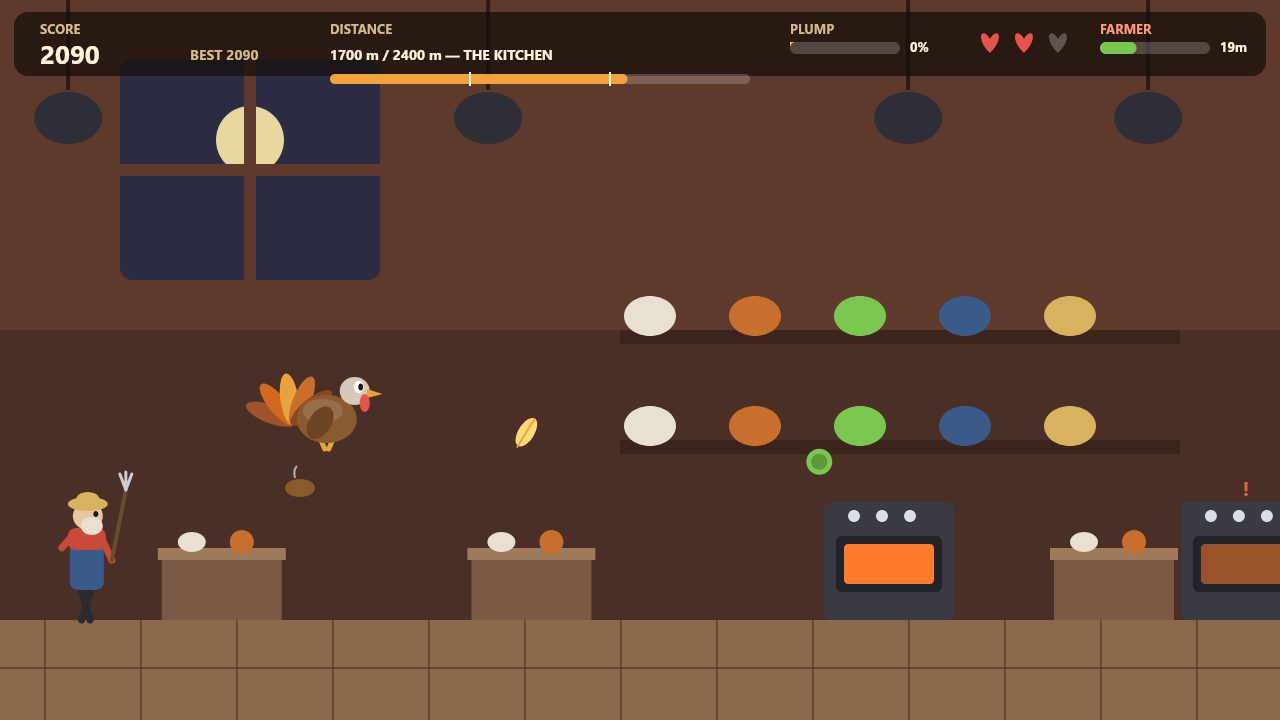 SCORE
2090
BEST 2090
DISTANCE
1700 m / 2400 m — THE KITCHEN
PLUMP
0%
FARMER
19m
!